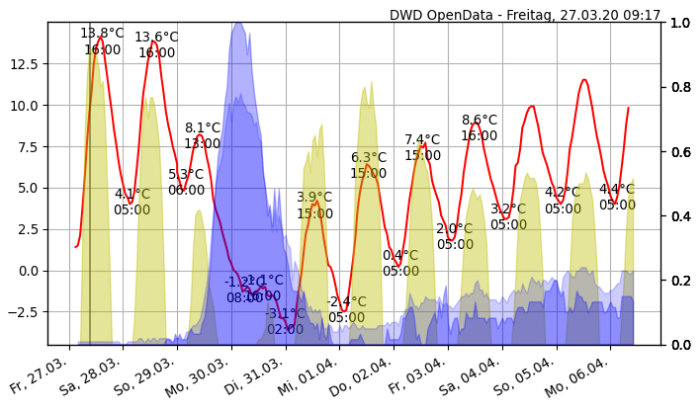 DWD OpenData - Freitag, 27.03.20 09:17
13.8°C
16:00
13.6°C
16:00
8.1°C
13:00
5.3°C
06:00
4.1°C
05:00
-1.2°C
08:00
-1.1°C
-3.1°C
02:00
3.9°C
15:00
-2.4°C
05:00
6.3°C
15:00
0.4°C
05:00
7.4°C
15:00
2.0°C
05:00
8.6°C
16:00
3.2°C
05:00
4.2°C
05:00
4.4°C
05:00
12.5
10.0
7.5
5.0
2.5
0.0
−2.5
1.0
0.8
0.6
0.4
0.2
0.0
Fr, 27.03.
Sa, 28.03.
So, 29.03.
Mo, 30.03.
Di, 31.03.
Mi, 01.04.
Do, 02.04.
Fr, 03.04.
Sa, 04.04.
So, 05.04.
Mo, 06.04.